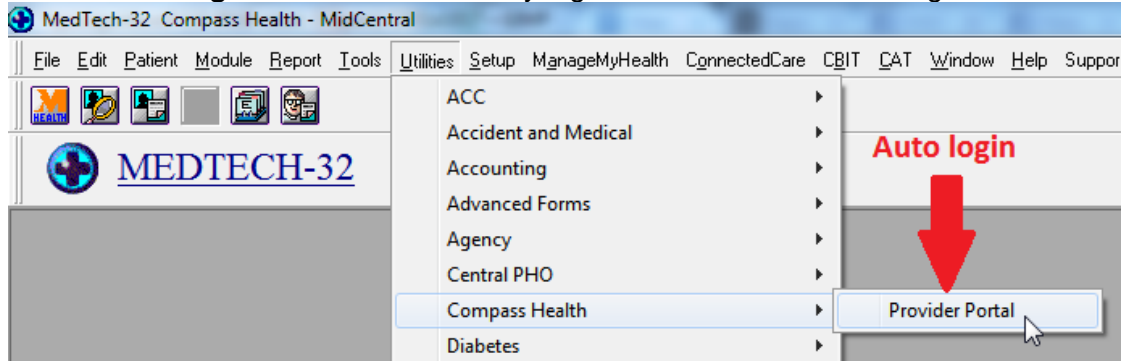 MedTech-32 Compass Health - MidCentral
File Edit Patient Module Report Tools Utilities Setup ManageMyHealth ConnectedCare CBIT CAT Window Help Suppor
M
HEALTH
MEDTECH-32
ACC
Accident and Medical
Accounting
Advanced Forms
Agency
Central PHO
Compass Health
Diabetes
Auto login
Provider Portal